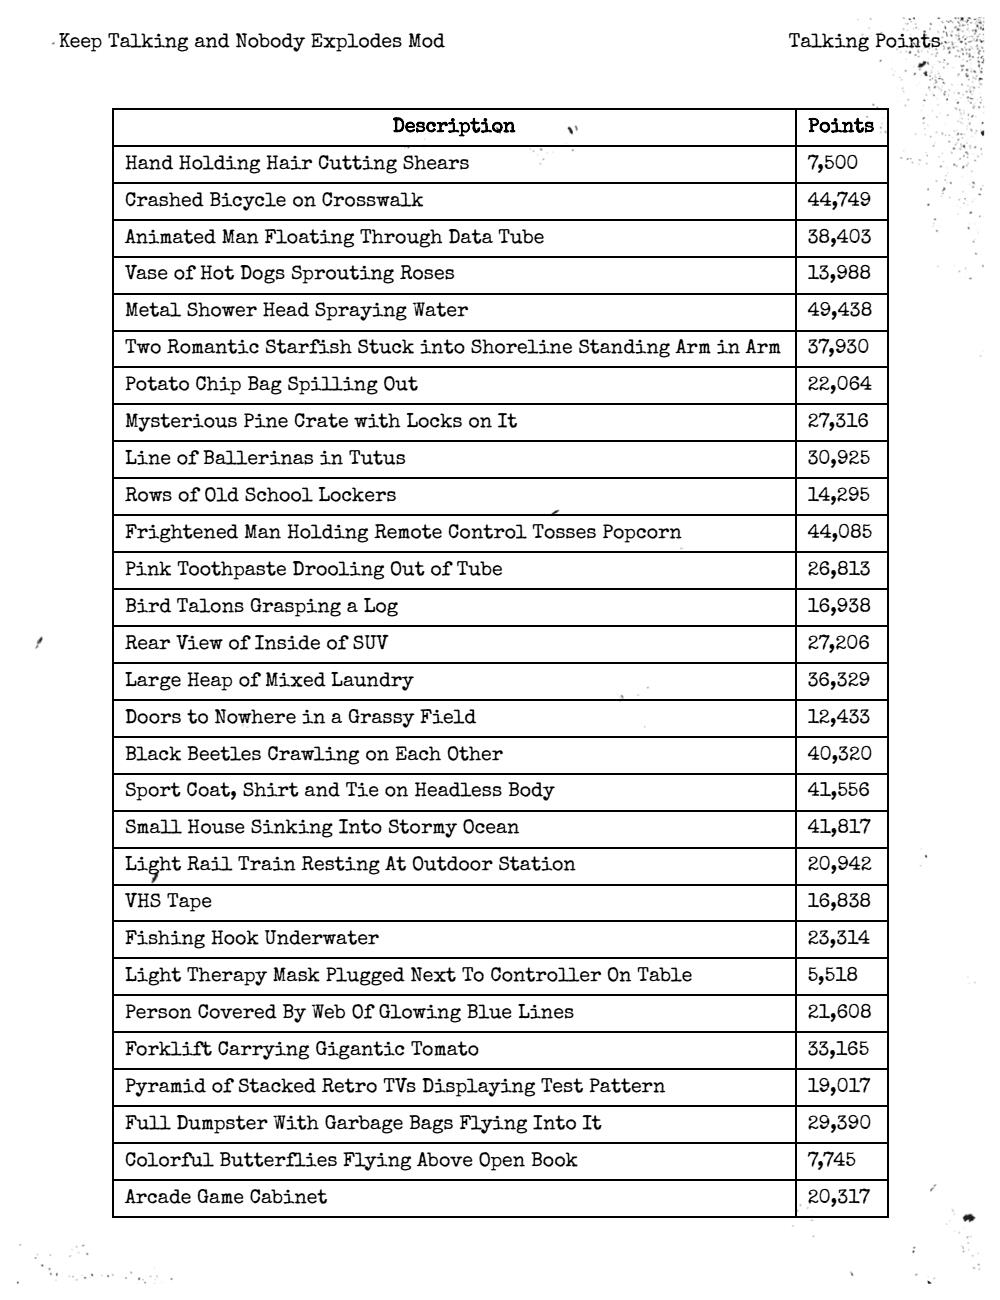 Keep Talking and Nobody Explodes Mod Talking Points
Description Points
Hand Holding Hair Cutting Shears 7,500
Crashed Bicycle on Crosswalk 44,749
Animated Man Floating Through Data Tube 38,403
Vase of Hot Dogs Sprouting Roses 13,988
Metal Shower Head Spraying Water 49,438
Two Romantic Starfish Stuck into Shoreline Standing Arm in Arm 37,930
Potato Chip Bag Spilling Out 22,064
Mysterious Pine Crate with Locks on It 27,316
Line of Ballerinas in Tutus 30,925
Rows of Old School Lockers 14,295
Frightened Man Holding Remote Control Tosses Popcorn 44,085
Pink Toothpaste Drooling Out of Tube 26,813
Bird Talons Grasping a Log 16,938
Rear View of Inside of SUV 27,206
Large Heap of Mixed Laundry 36,329
Doors to Nowhere in a Grassy Field 12,433
Black Beetles Crawling on Each Other 40,320
Sport Coat, Shirt and Tie on Headless Body 41,556
Small House Sinking Into Stormy Ocean 41,817
Light Rail Train Resting At Outdoor Station 20,942
VHS Tape 16,838
Fishing Hook Underwater 23,314
Light Therapy Mask Plugged Next To Controller On Table 5,518
Person Covered By Web Of Glowing Blue Lines 21,608
Forklift Carrying Gigantic Tomato 33,165
Pyramid of Stacked Retro TVs Displaying Test Pattern 19,017
Full Dumpster With Garbage Bags Flying Into It 29,390
Colorful Butterflies Flying Above Open Book 7,745
Arcade Game Cabinet 20,317